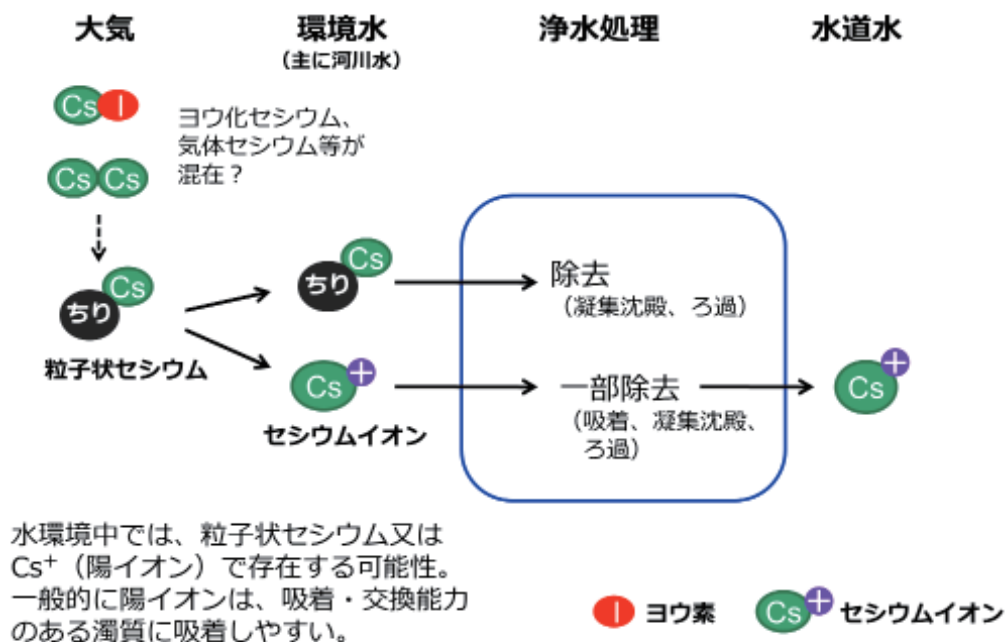 大気
環境水
(主に河川水)
浄水処理
水道水
Cs I
ヨウ化セシウム、
気体セシウム等が
混在？
Cs Cs
ちり Cs
粒子状セシウム
ちり Cs
除去
（凝集沈殿、ろ過）
Cs +
セシウムイオン
一部除去
（吸着、凝集沈殿、
ろ過）
Cs +
水環境中では、粒子状セシウム又は
Cs⁺（陽イオン）で存在する可能性。
一般的に陽イオンは、吸着・交換能力
のある濁質に吸着しやすい。
I ヨウ素
Cs + セシウムイオン